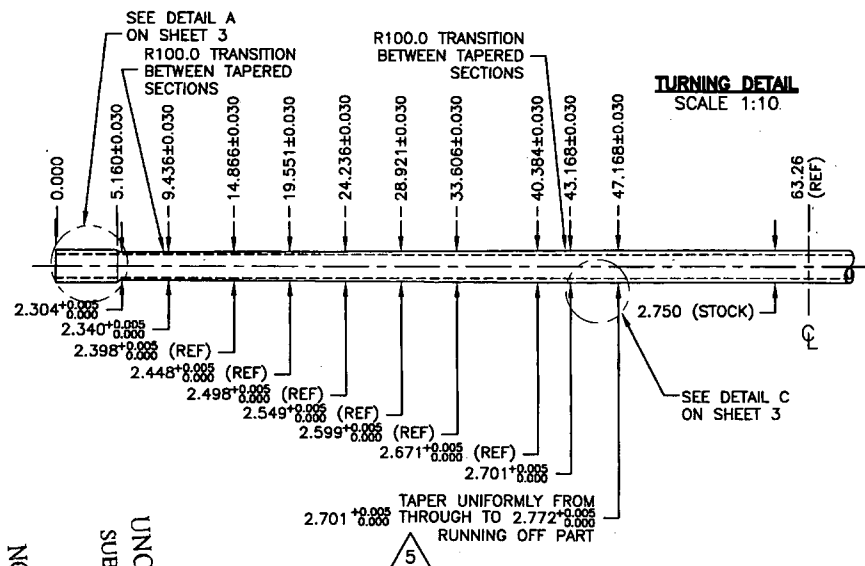 SEE DETAIL A
ON SHEET 3
R100.0 TRANSITION
BETWEEN TAPERED
SECTIONS
R100.0 TRANSITION
BETWEEN TAPERED
SECTIONS
TURNING DETAIL
SCALE 1:10
0.000
5.160±0.030
9.436±0.030
14.866±0.030
19.551±0.030
24.236±0.030
28.921±0.030
33.606±0.030
40.384±0.030
43.168±0.030
47.168±0.030
63.26
(REF)
2.304+0.005 0.000
2.340+0.005 0.000
2.398+0.005 0.000 (REF)
2.448+0.005 0.000 (REF)
2.498+0.005 0.000 (REF)
2.549+0.005 0.000 (REF)
2.599+0.005 0.000 (REF)
2.671+0.005 0.000 (REF)
2.701+0.005 0.000
2.750 (STOCK)
CL
SEE DETAIL C
ON SHEET 3
TAPER UNIFORMLY FROM
2.701 +0.005 0.000 THROUGH TO 2.772+0.005 0.000
RUNNING OFF PART
5
UNC
SUB
NO